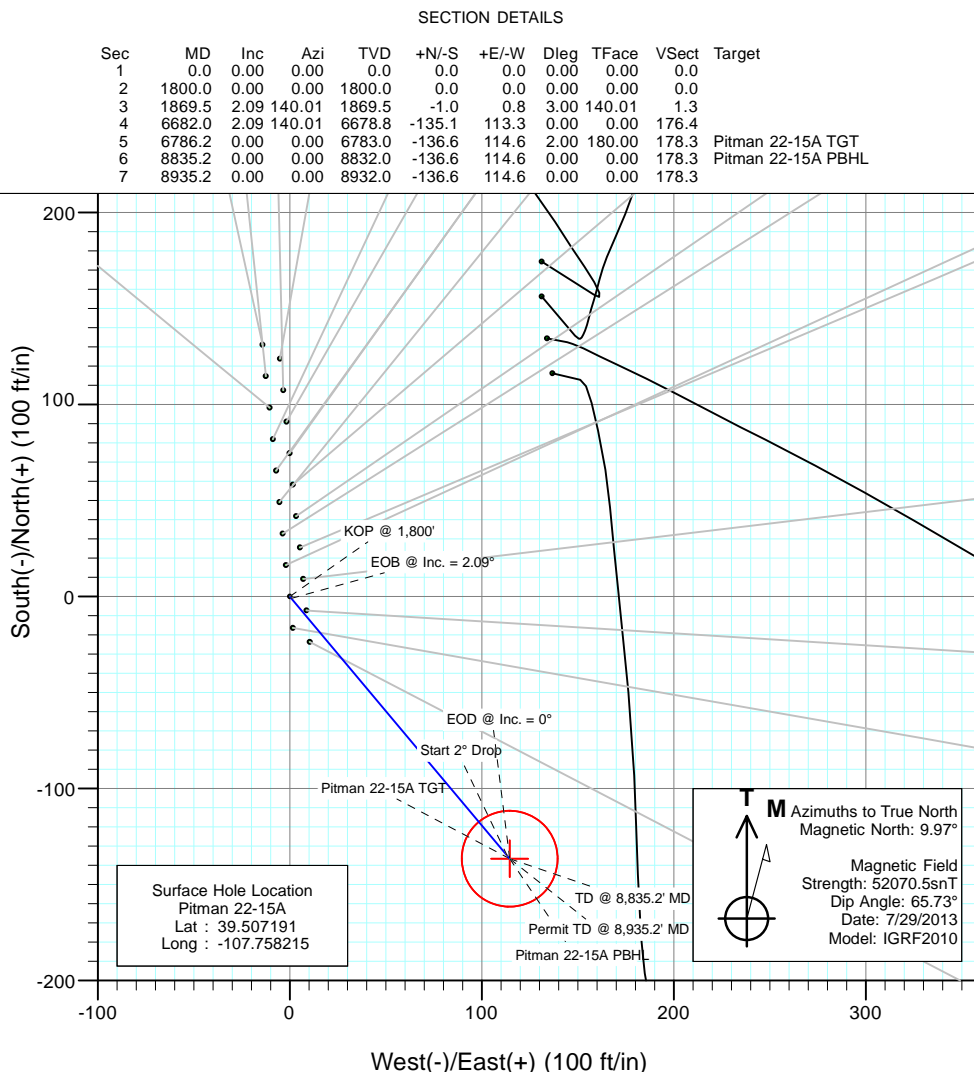 SECTION DETAILS
Sec MD Inc Azi TVD +N/-S +E/-W Dleg TFace VSect Target
1 0.0 0.00 0.00 0.0 0.0 0.0 0.00 0.00 0.0
2 1800.0 0.00 0.00 1800.0 0.0 0.0 0.00 0.00 0.0
3 1869.5 2.09 140.01 1869.5 -1.0 0.8 3.00 140.01 1.3
4 6682.0 2.09 140.01 6678.8 -135.1 113.3 0.00 0.00 176.4
5 6786.2 0.00 0.00 6783.0 -136.6 114.6 2.00 180.00 178.3 Pitman 22-15A TGT
6 8835.2 0.00 0.00 8832.0 -136.6 114.6 0.00 0.00 178.3 Pitman 22-15A PBHL
7 8935.2 0.00 0.00 8932.0 -136.6 114.6 0.00 0.00 178.3
South(-)/North(+) (100 ft/in)
200
100
0
-100
-200
KOP @ 1,800'
EOB @ Inc. = 2.09°
EOD @ Inc. = 0°
Start 2° Drop
Pitman 22-15A TGT
TD @ 8,835.2' MD
Permit TD @ 8,935.2' MD
Pitman 22-15A PBHL
Surface Hole Location
Pitman 22-15A
Lat : 39.507191
Long : -107.758215
T
M
Azimuths to True North
Magnetic North: 9.97°
Magnetic Field
Strength: 52070.5snT
Dip Angle: 65.73°
Date: 7/29/2013
Model: IGRF2010
-100 0 100 200 300
West(-)/East(+) (100 ft/in)